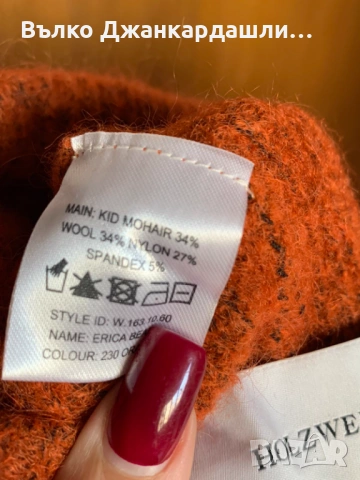 Вълко Джанкардашли…
MAIN: KID MOHAIR 34%
WOOL 34% NYLON 27%
SPANDEX 5%
STYLE ID: W.163.10.60
NAME: ERICA
COLOUR: 230
HOLZWE
BAZAR